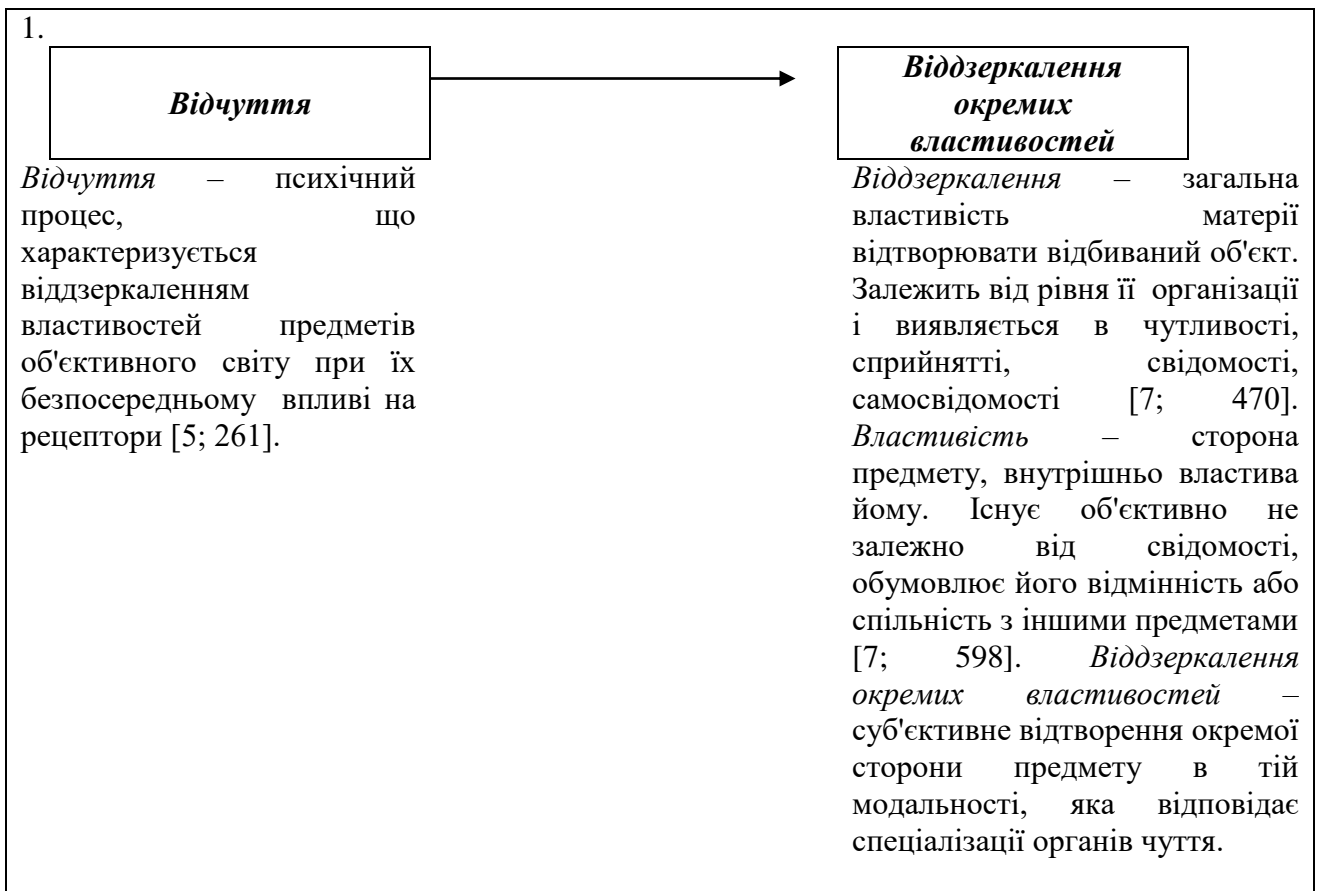 1.
Відчуття
Віддзеркалення
окремих
властивостей
Відчуття – психічний
процес, що
характеризується
віддзеркаленням
властивостей предметів
об'єктивного світу при їх
безпосередньому впливі на
рецептори [5; 261].
Віддзеркалення – загальна
властивість матерії
відтворювати відбиваний об'єкт.
Залежить від рівня її організації
і виявляється в чутливості,
сприйнятті, свідомості,
самосвідомості [7; 470].
Властивість – сторона
предмету, внутрішньо властива
йому. Існує об'єктивно не
залежно від свідомості,
обумовлює його відмінність або
спільність з іншими предметами
[7; 598]. Віддзеркалення
окремих властивостей –
суб'єктивне відтворення окремої
сторони предмету в тій
модальності, яка відповідає
спеціалізації органів чуття.